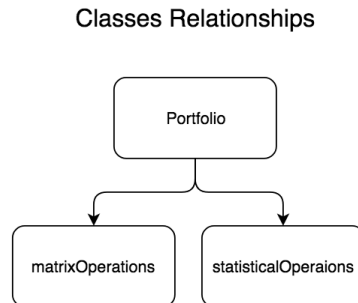 Classes Relationships
Portfolio
matrixOperations
statisticalOperaions